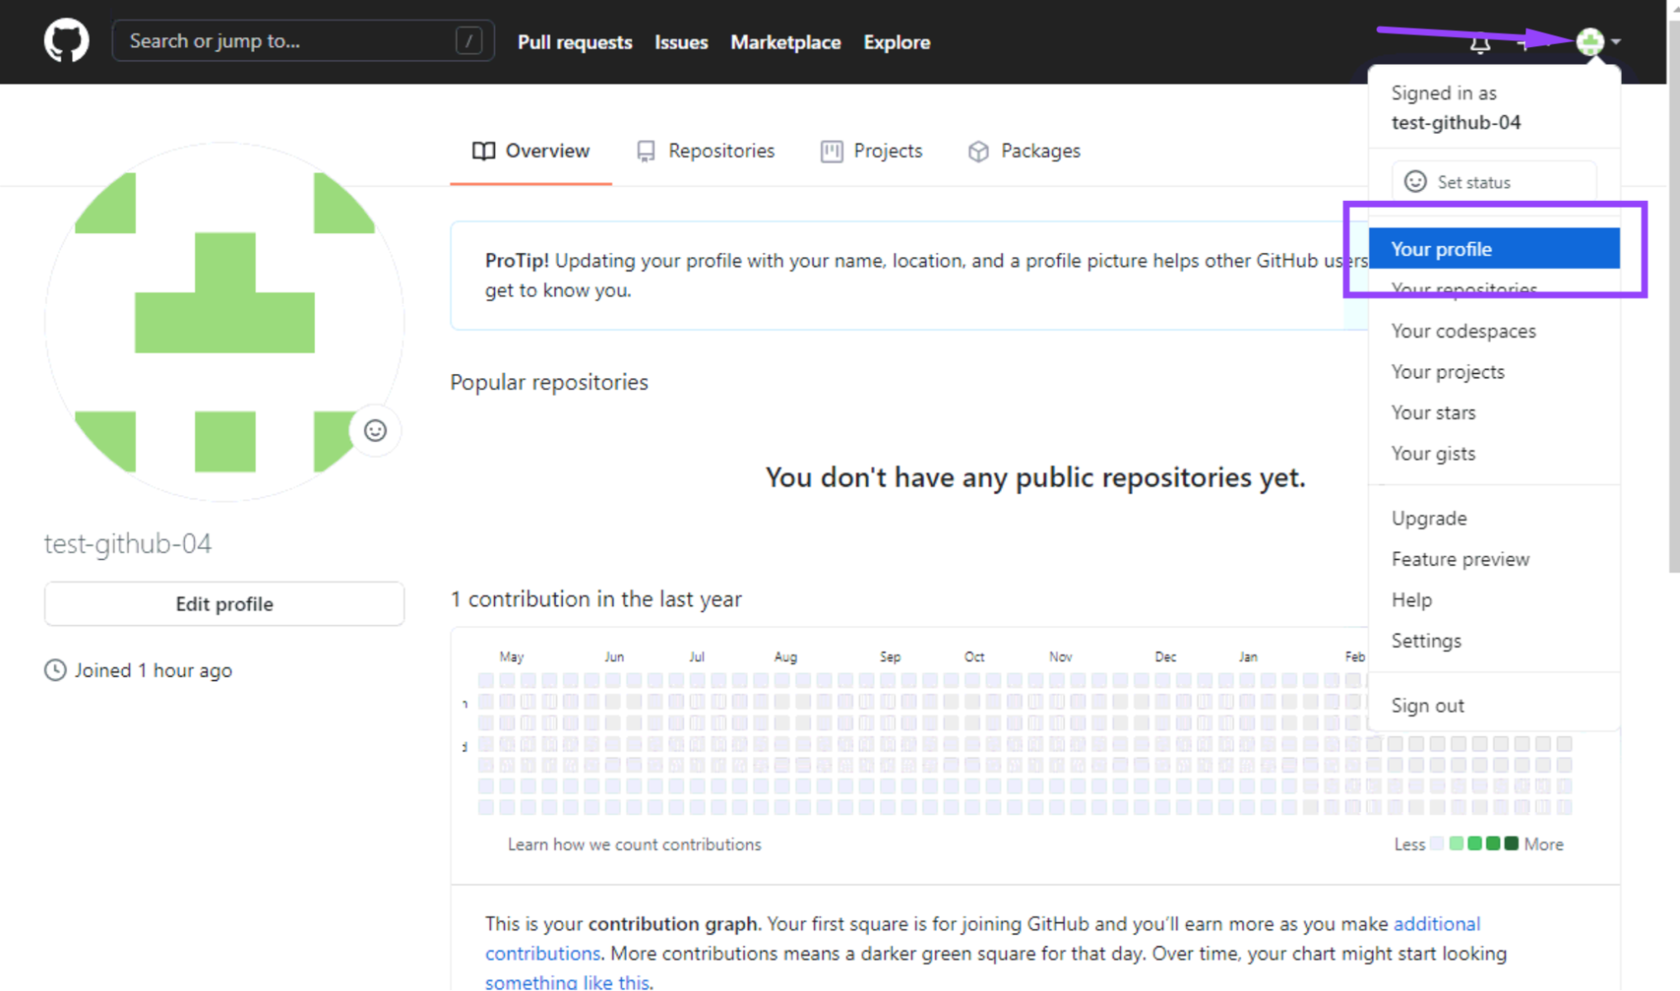 Search or jump to... /
Pull requests
Issues
Marketplace
Explore
Signed in as
test-github-04
Set status
Your profile
Your repositories
Your codespaces
Your projects
Your stars
Your gists
Upgrade
Feature preview
Help
Settings
Sign out
Overview
Repositories
Projects
Packages
ProTip! Updating your profile with your name, location, and a profile picture helps other GitHub users
get to know you.
Popular repositories
You don't have any public repositories yet.
test-github-04
Edit profile
Joined 1 hour ago
1 contribution in the last year
May Jun Jul Aug Sep Oct Nov Dec Jan Feb
Learn how we count contributions
Less More
This is your contribution graph. Your first square is for joining GitHub and you’ll earn more as you make additional
contributions. More contributions means a darker green square for that day. Over time, your chart might start looking
something like this.